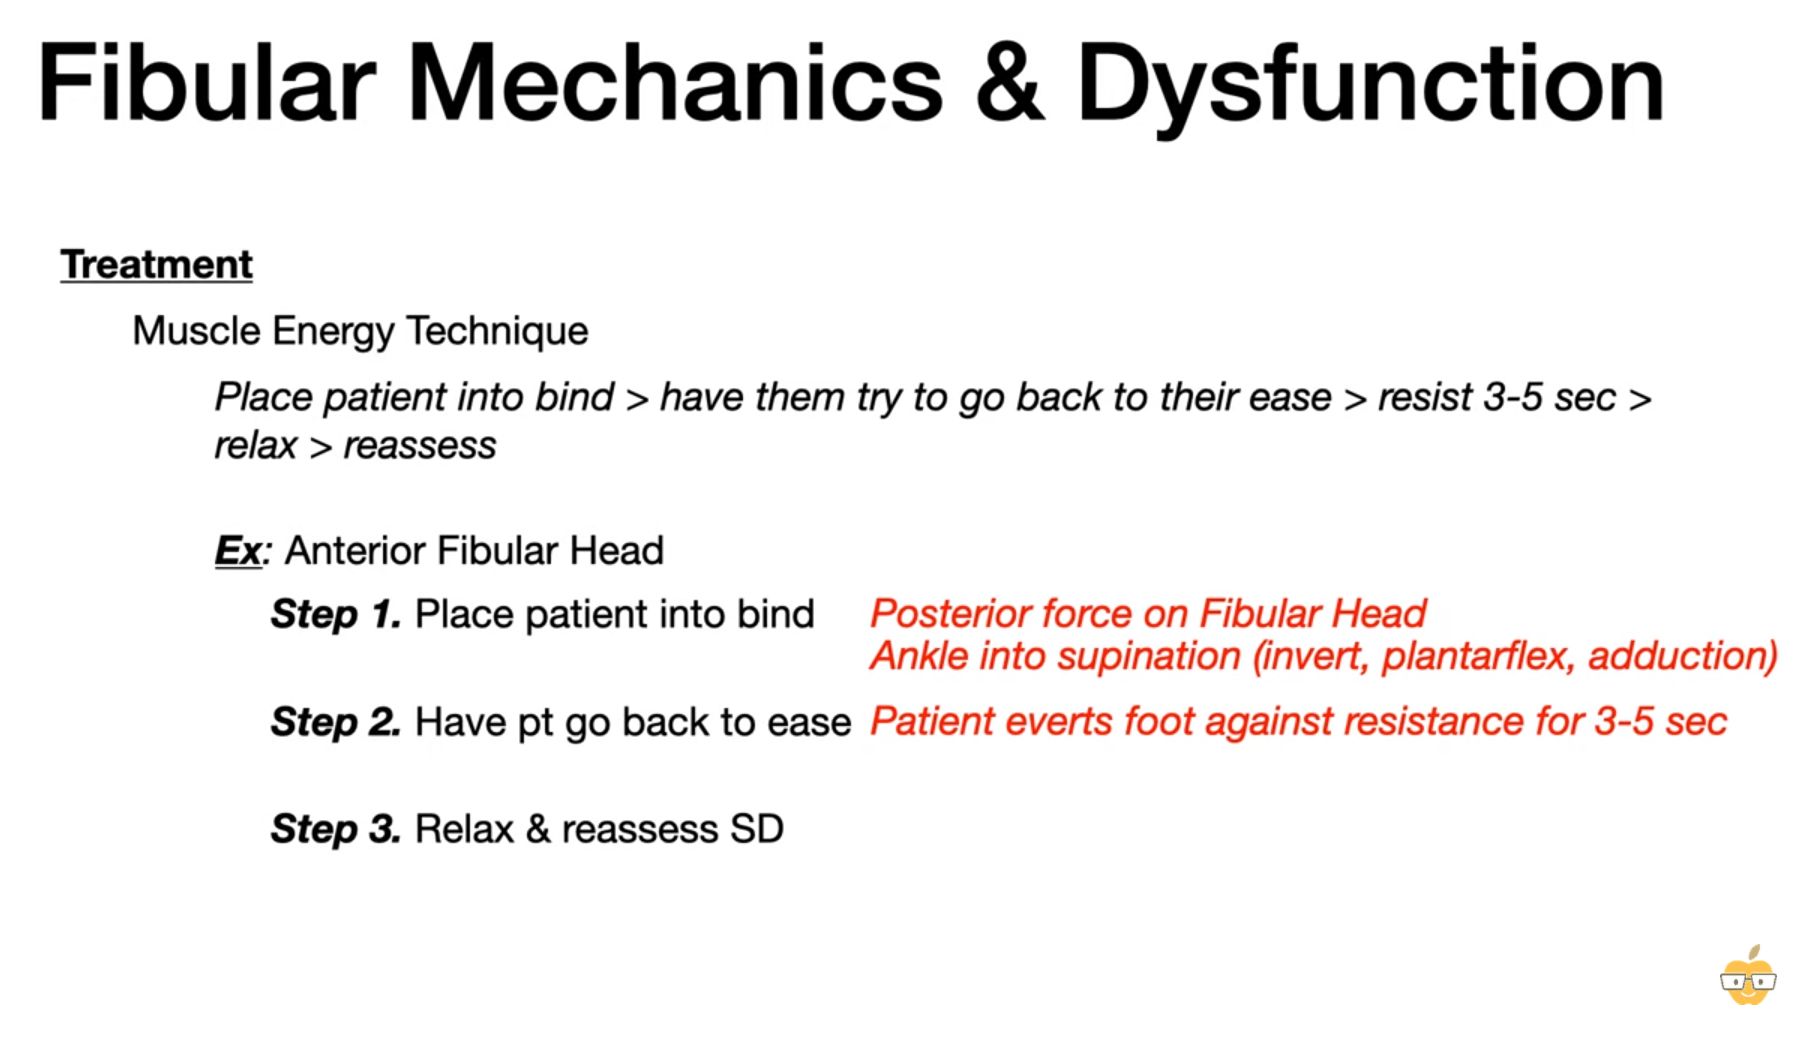 Fibular Mechanics & Dysfunction
Treatment
Muscle Energy Technique
Place patient into bind > have them try to go back to their ease > resist 3-5 sec >
relax > reassess
Ex: Anterior Fibular Head
Step 1. Place patient into bind Posterior force on Fibular Head
Ankle into supination (invert, plantarflex, adduction)
Step 2. Have pt go back to ease Patient everts foot against resistance for 3-5 sec
Step 3. Relax & reassess SD